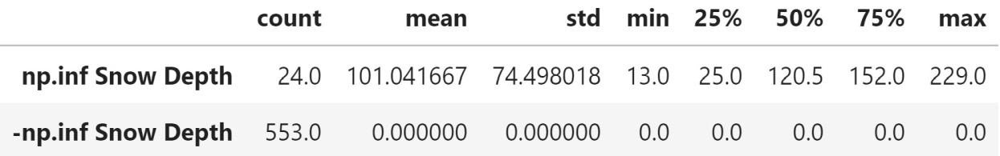 count mean std min 25% 50% 75% max
np.inf Snow Depth 24.0 101.041667 74.498018 13.0 25.0 120.5 152.0 229.0
-np.inf Snow Depth 553.0 0.000000 0.000000 0.0 0.0 0.0 0.0 0.0